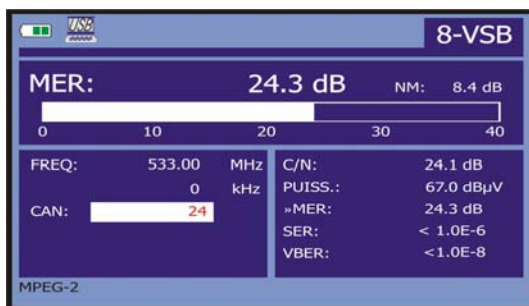 USB
8-VSB
MER: 24.3 dB NM: 8.4 dB
0 10 20 30 40
FREQ: 533.00 MHz
0 kHz
CAN: 24
C/N: 24.1 dB
PUISS.: 67.0 dBµV
»MER: 24.3 dB
SER: < 1.0E-6
VBER: <1.0E-8
MPEG-2